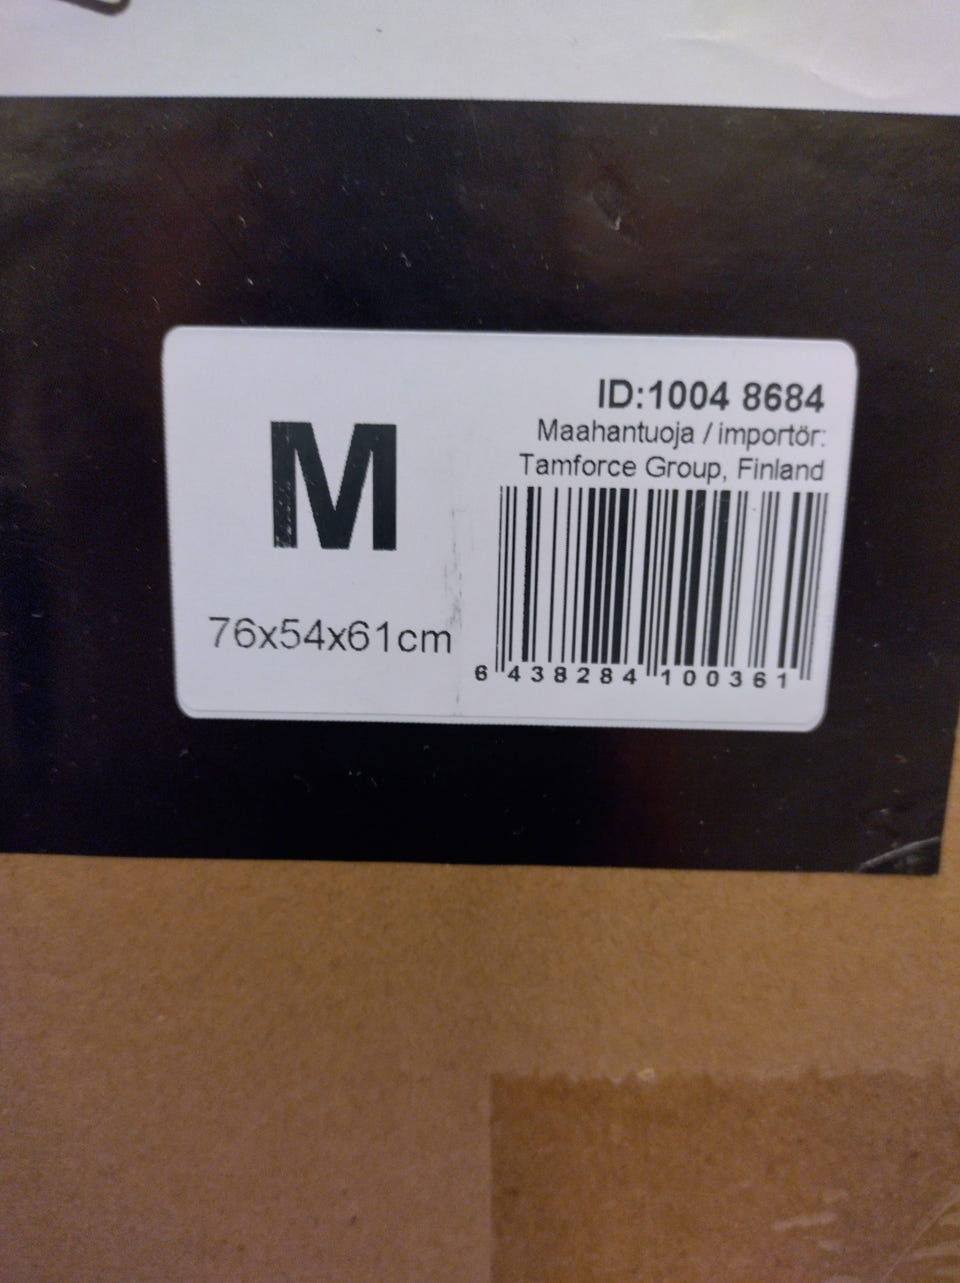 M
76x54x61cm
ID:1004 8684
Maahantuoja / importör:
Tamforce Group, Finland
6 438284 100361